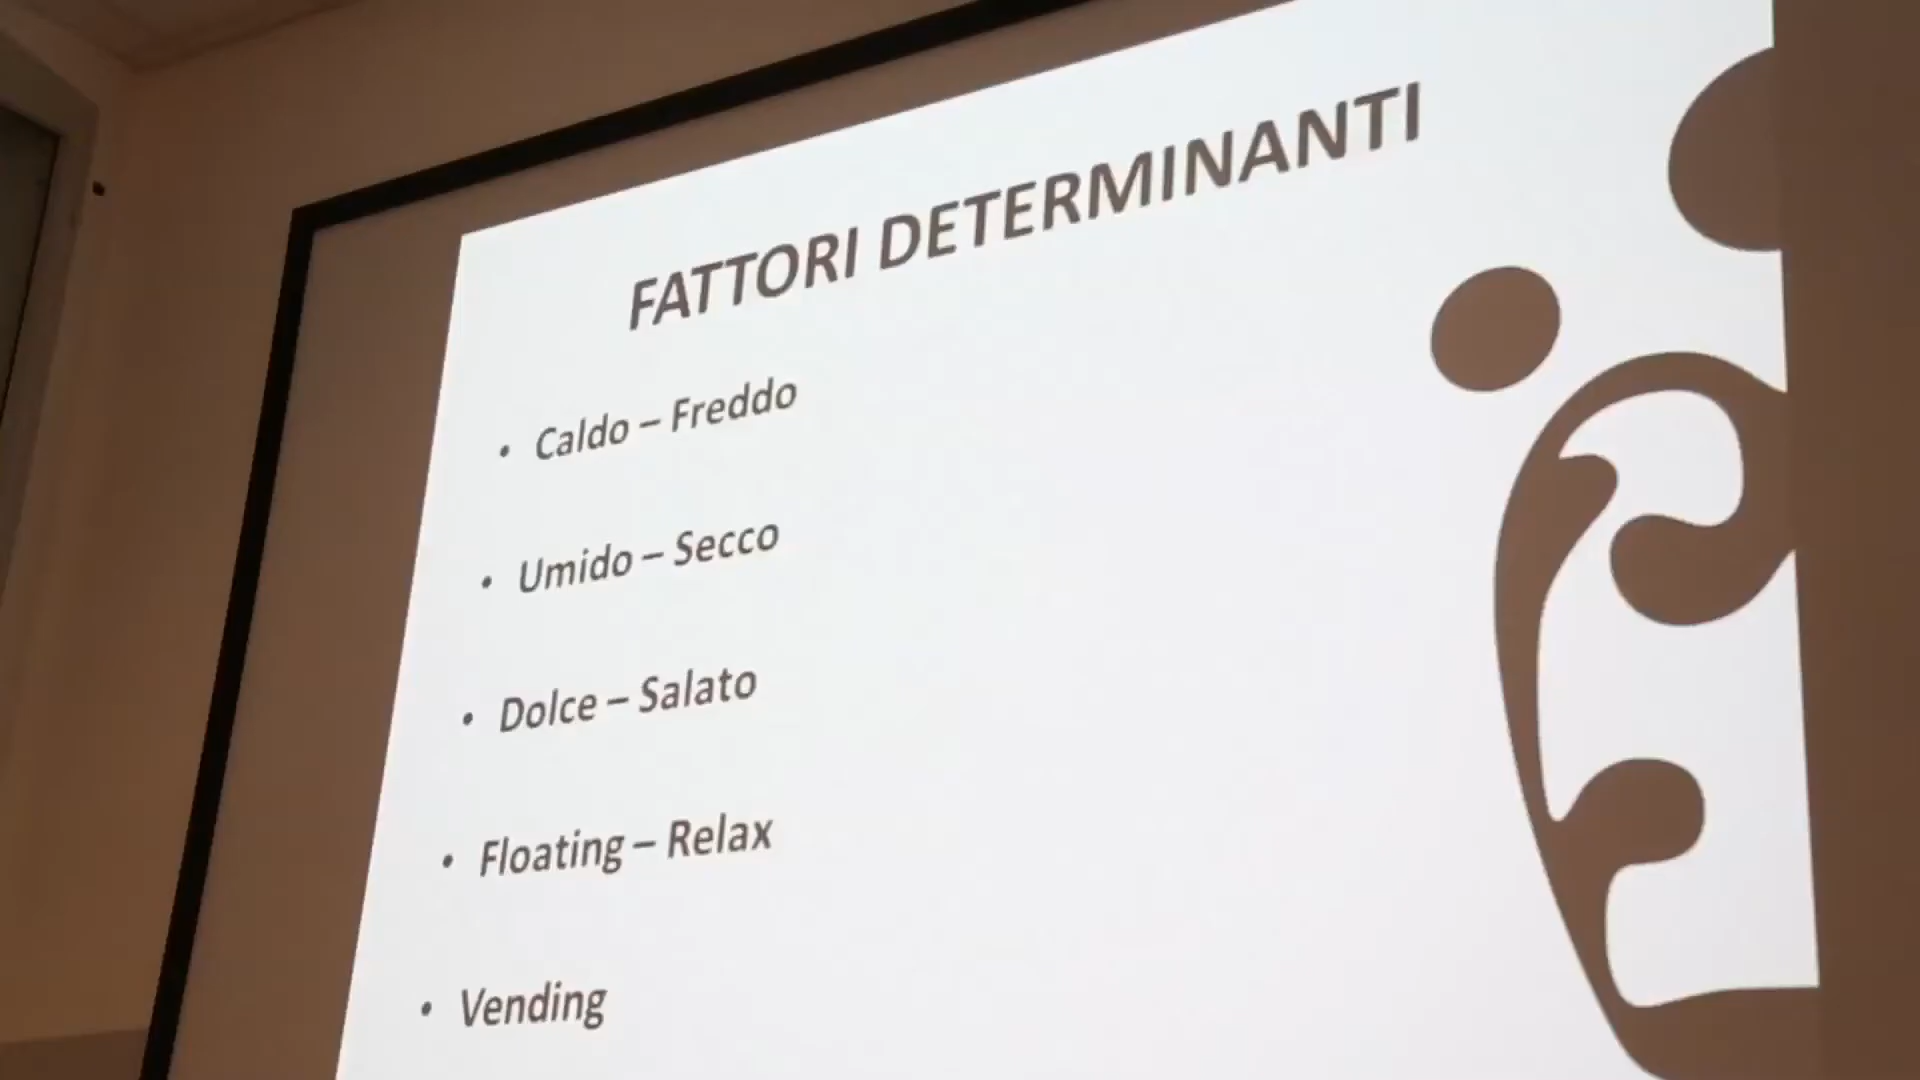 FATTORI DETERMINANTI
• Caldo – Freddo
• Umido – Secco
• Dolce – Salato
• Floating – Relax
• Vending